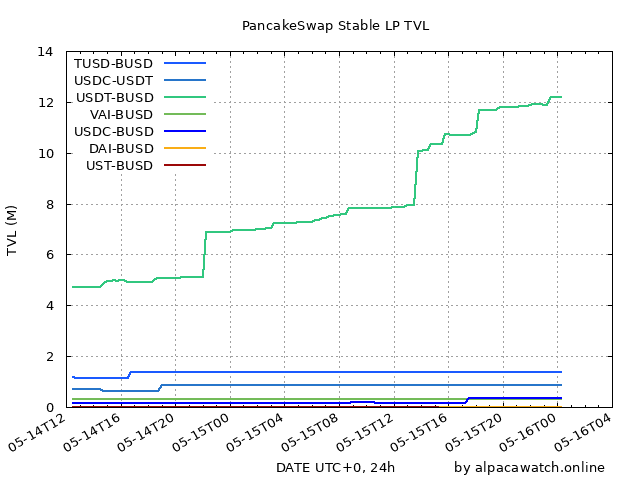 PancakeSwap Stable LP TVL
14
12
10
8
6
4
2
0
TVL (M)
TUSD-BUSD
USDC-USDT
USDT-BUSD
VAI-BUSD
USDC-BUSD
DAI-BUSD
UST-BUSD
05-14T12
05-14T16
05-14T20
05-15T00
05-15T04
05-15T08
05-15T12
05-15T16
05-15T20
05-16T00
05-16T04
DATE UTC+0, 24h
by alpacawatch.online